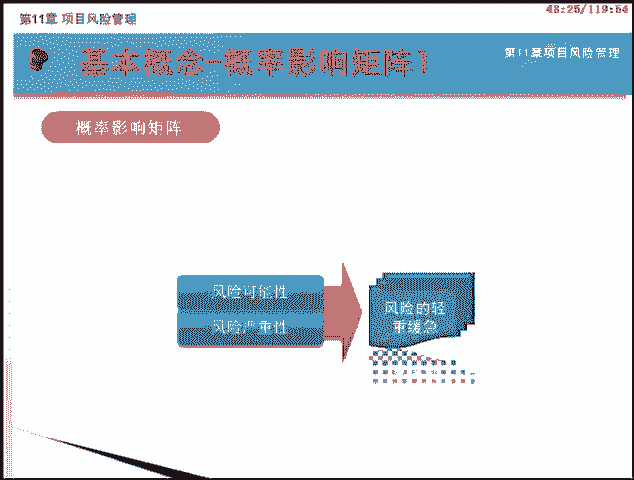 第11章 项目风险管理
48:25/119:54
基本概念-概率影响矩阵1
第11章项目风险管理
概率影响矩阵
风险可能性
风险严重性
风险的轻
重缓急